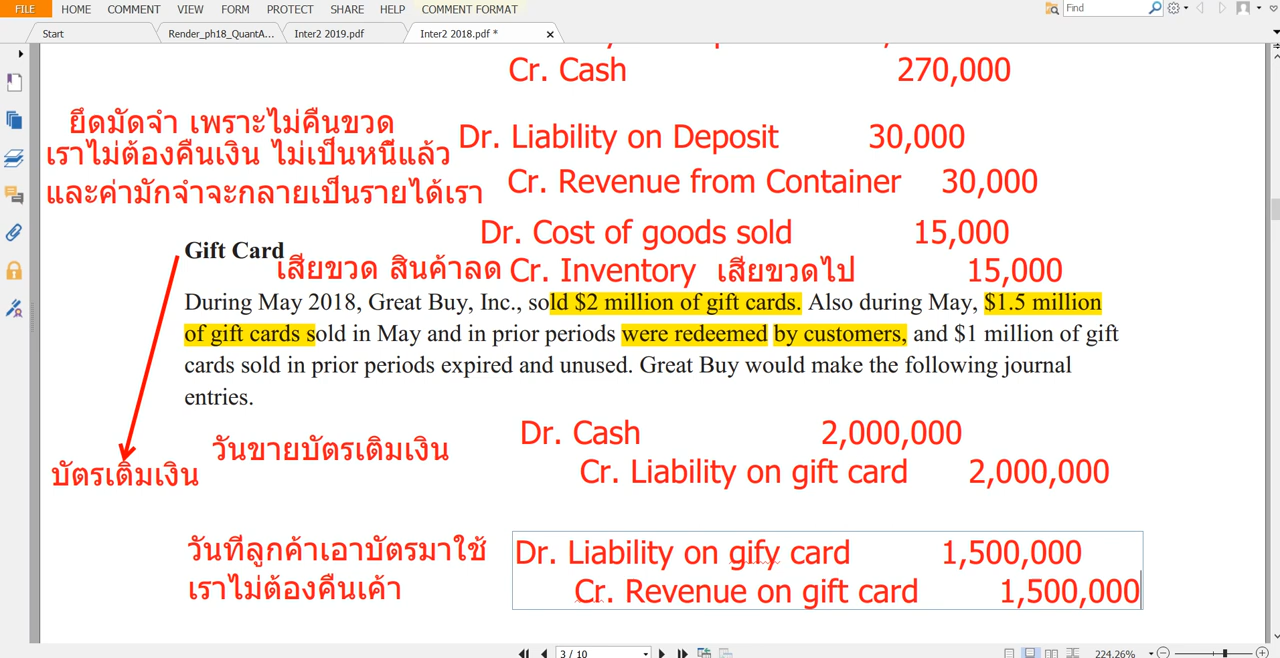 FILE HOME COMMENT VIEW FORM PROTECT SHARE HELP COMMENT FORMAT Find
Start Render_ph18_QuantA... Inter2 2019.pdf Inter2 2018.pdf *
Cr. Cash 270,000
ยึดมัดจำ เพราะไม่คืนขวด
เราไม่ต้องคืนเงิน ไม่เป็นหนี้แล้ว
และค่ามักจำจะกลายเป็นรายได้เรา
Dr. Liability on Deposit 30,000
Cr. Revenue from Container 30,000
Dr. Cost of goods sold 15,000
Gift Card
เสียขวด สินค้าลด Cr. Inventory เสียขวดไป 15,000
During May 2018, Great Buy, Inc., sold $2 million of gift cards. Also during May, $1.5 million
of gift cards sold in May and in prior periods were redeemed by customers, and $1 million of gift
cards sold in prior periods expired and unused. Great Buy would make the following journal
entries.
บัตรเติมเงิน
วันขายบัตรเติมเงิน
Dr. Cash 2,000,000
Cr. Liability on gift card 2,000,000
วันที่ลูกค้าเอาบัตรมาใช้
เราไม่ต้องคืนเค้า
Dr. Liability on gify card 1,500,000
Cr. Revenue on gift card 1,500,000
3 / 10 224.26%